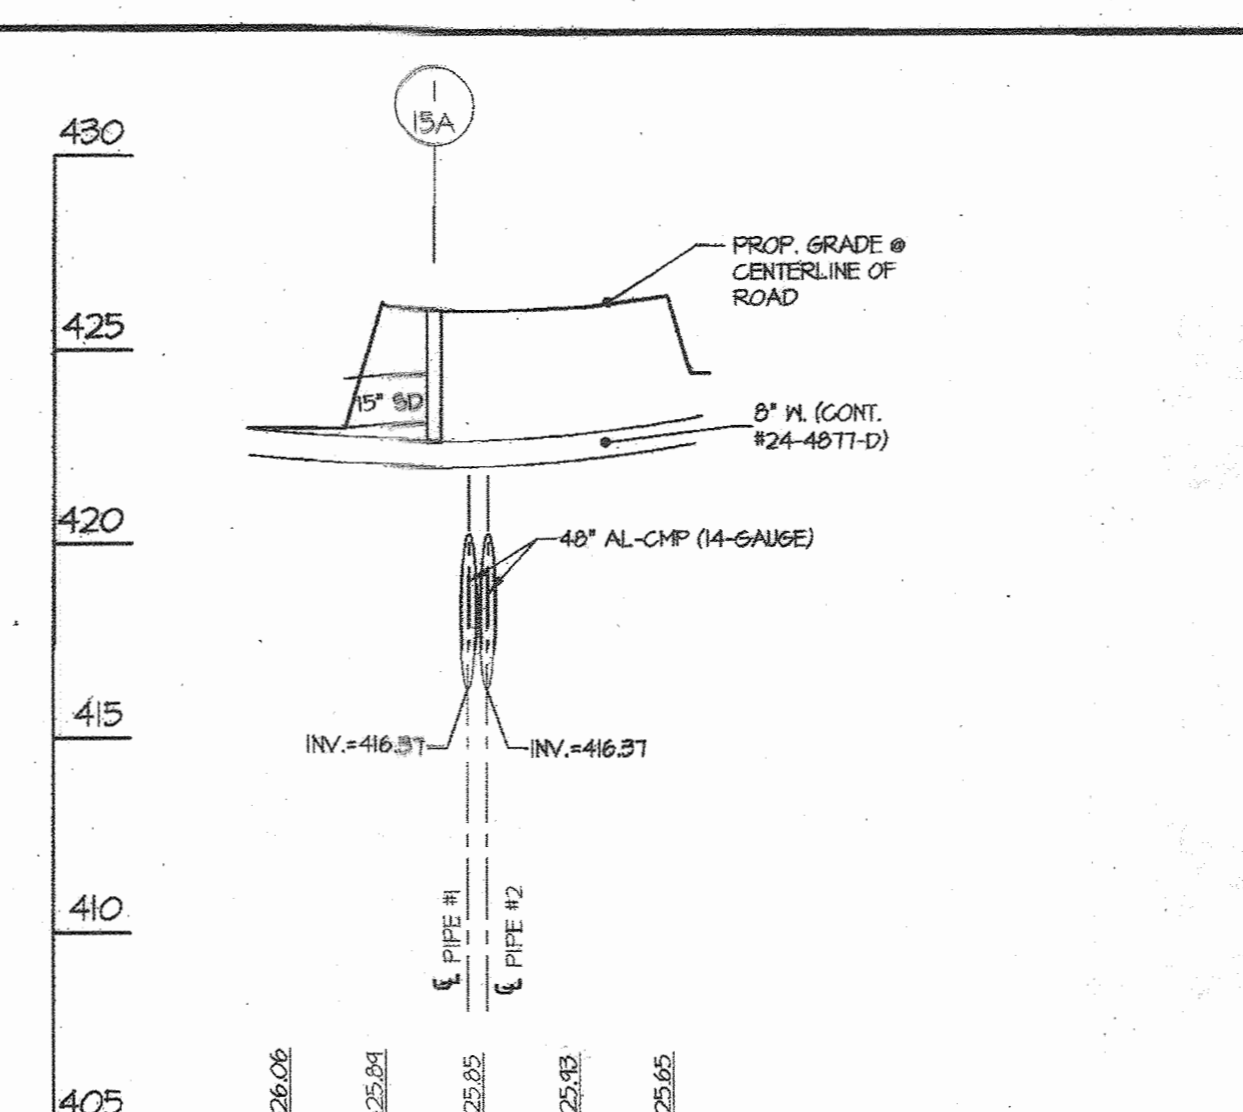 1
15A
430
PROP. GRADE @
CENTERLINE OF
ROAD
425
15" SD
8" W. (CONT.
#24-4877-D)
420
48" AL-CMP (14-GAUGE)
415
INV.=416.37
INV.=416.37
410
℄ PIPE #1
℄ PIPE #2
405
26.06
25.89
25.85
25.93
25.65